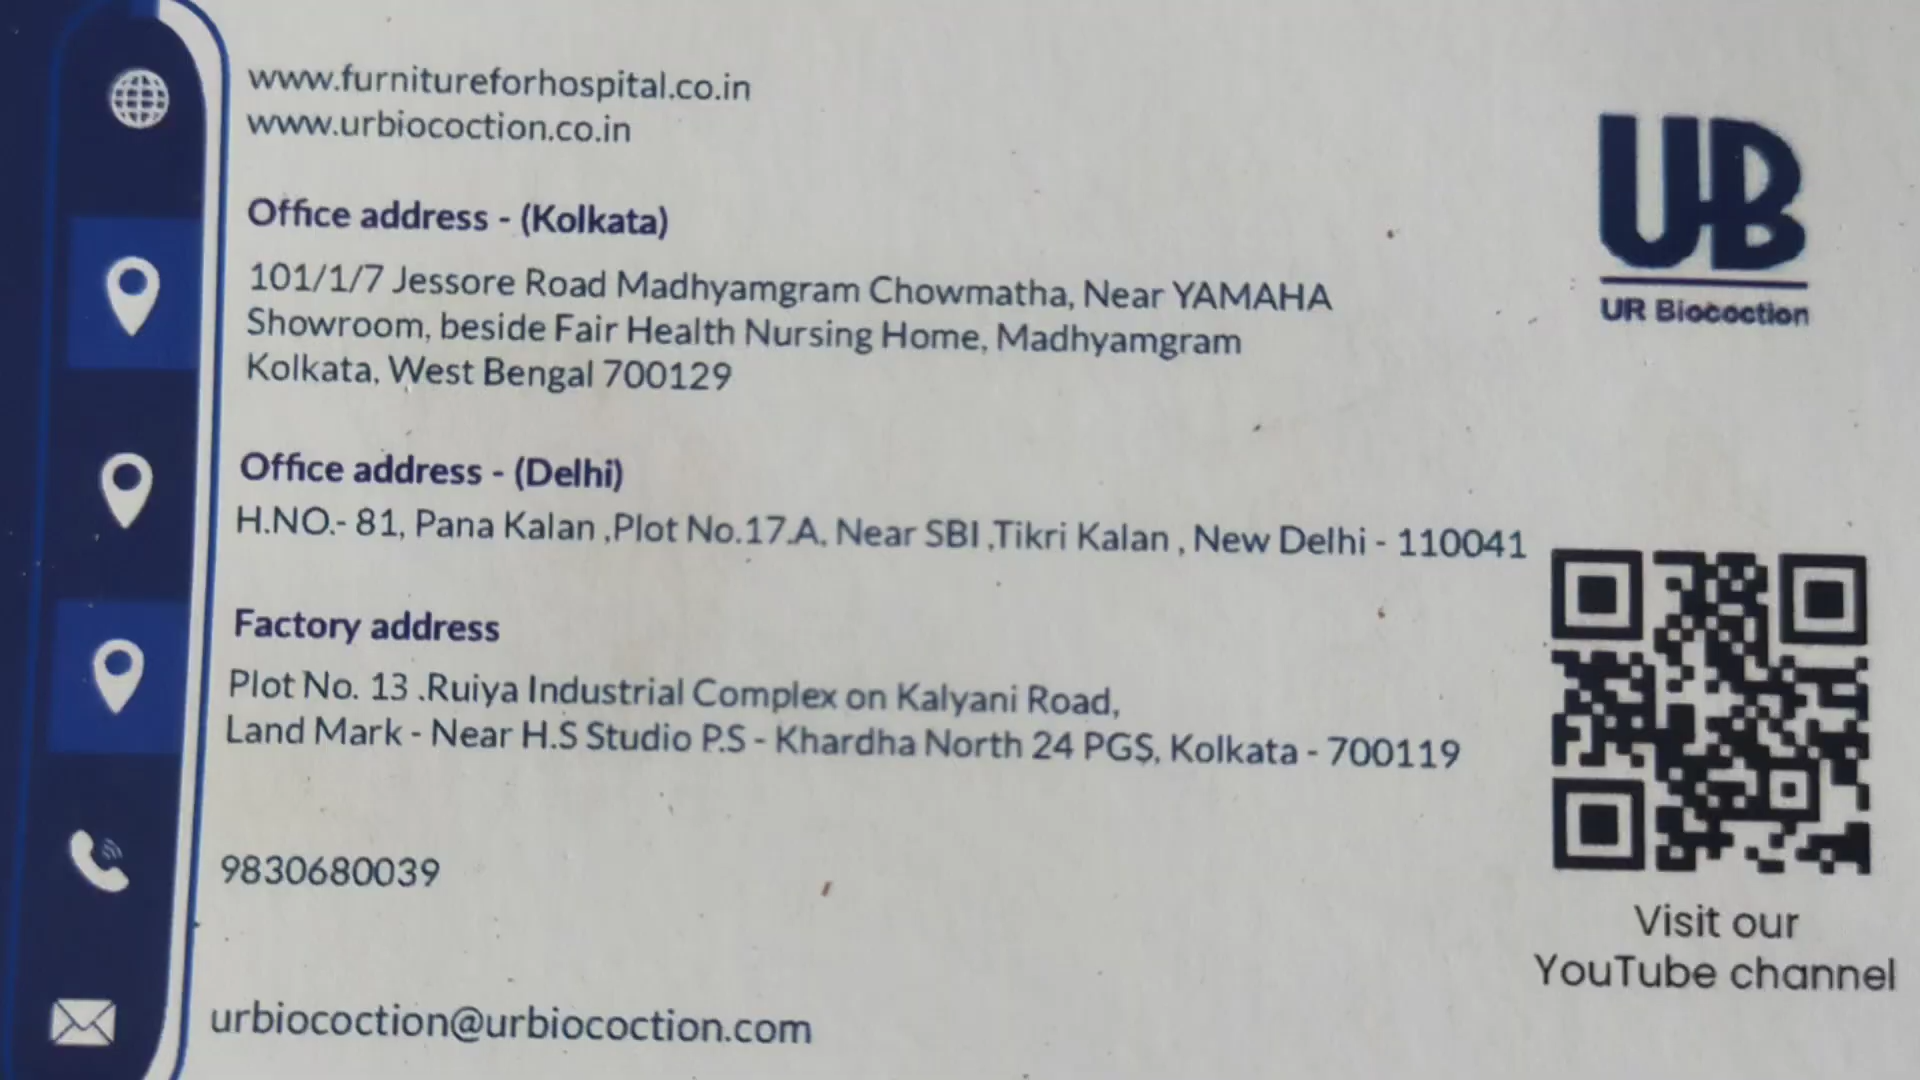 www.furnitureforhospital.co.in
www.urbiocoction.co.in
Office address - (Kolkata)
101/1/7 Jessore Road Madhyamgram Chowmatha, Near YAMAHA
Showroom, beside Fair Health Nursing Home, Madhyamgram
Kolkata, West Bengal 700129
Office address - (Delhi)
H.NO.- 81, Pana Kalan ,Plot No.17.A, Near SBI ,Tikri Kalan , New Delhi - 110041
Factory address
Plot No. 13 .Ruiya Industrial Complex on Kalyani Road,
Land Mark - Near H.S Studio P.S - Khardha North 24 PGS, Kolkata - 700119
9830680039
urbiocoction@urbiocoction.com
UB
UR Biocoction
Visit our
YouTube channel